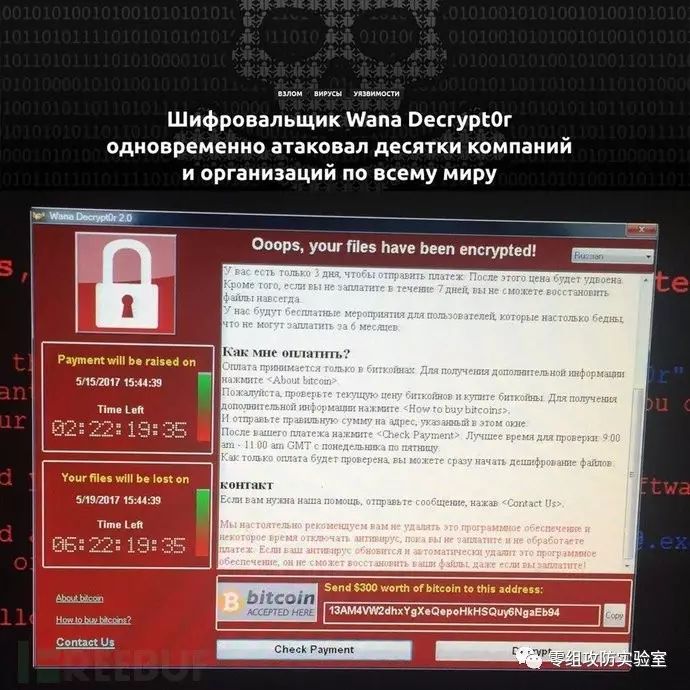 ВЗЛОМ ВИРУСЫ УЯЗВИМОСТИ
Шифровальщик Wana Decrypt0r
одновременно атаковал десятки компаний
и организаций по всему миру
Wana Decrypt0r 2.0
Ooops, your files have been encrypted!
Russian
Payment will be raised on
5/15/2017 15:44:39
Time Left
02:22:19:35
Your files will be lost on
5/19/2017 15:44:39
Time Left
06:22:19:35
About bitcoin
How to buy bitcoins?
Contact Us
У вас есть только 3 дня, чтобы отправить платеж. После этого цена будет удвоена.
Кроме того, если вы не заплатите в течение 7 дней, вы не сможете восстановить
файлы навсегда.
У нас будут бесплатные мероприятия для пользователей, которые настолько бедны,
что не могут заплатить за 6 месяцев.
Как мне оплатить?
Оплата принимается только в биткойнах. Для получения дополнительной информации
нажмите <About bitcoin>.
Пожалуйста, проверьте текущую цену биткойнов и купите биткойны. Для получения
дополнительной информации нажмите <How to buy bitcoins>.
И отправьте правильную сумму на адрес, указанный в этом окне.
После вашего платежа нажмите <Check Payment>. Лучшее время для проверки: 9:00
am - 11:00 am GMT с понедельника по пятницу.
Как только оплата будет проверена, вы можете сразу начать дешифрование файлов.
контакт
Если вам нужна наша помощь, отправьте сообщение, нажав <Contact Us>.
Мы настоятельно рекомендуем вам не удалять это программное обеспечение и
некоторое время отключать антивирус, пока вы не заплатите и не обработаете
платеж. Если ваш антивирус обновится и автоматически удалит это программное
обеспечение, он не сможет восстановить ваши файлы, даже если вы заплатите!
bitcoin
ACCEPTED HERE
Send $300 worth of bitcoin to this address:
13AM4VW2dhxYgXeQepoHkHSQuy6NgaEb94
Copy
Check Payment
REEBUF
零组攻防实验室